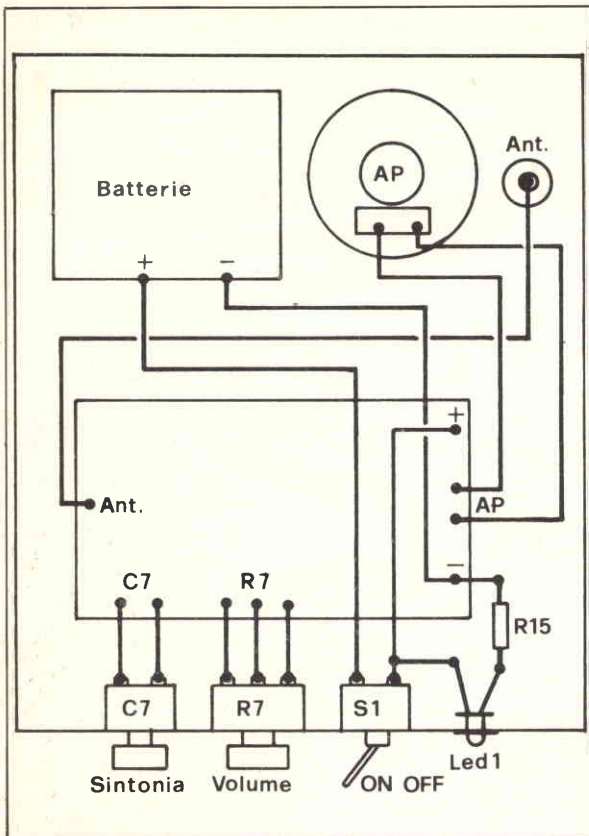 Ant.
AP
Batterie
+ −
+
Ant.
AP
C7 R7
−
R15
C7 R7 S1
Led1
Sintonia Volume ON OFF